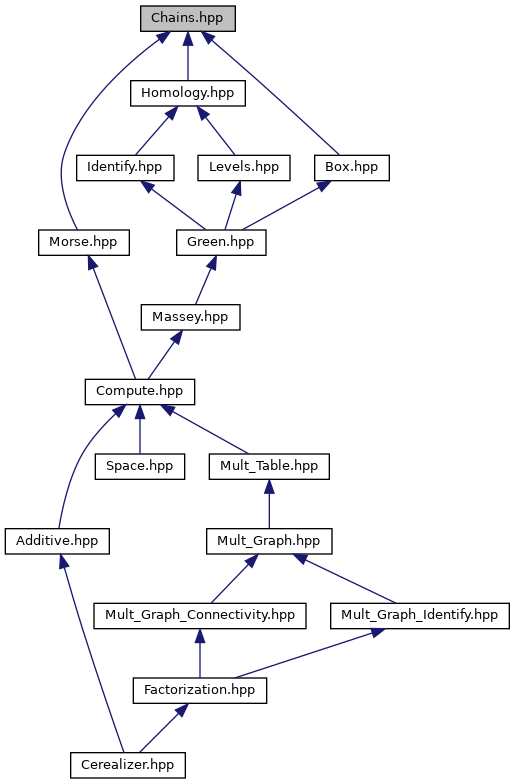 Chains.hpp
Homology.hpp
Identify.hpp
Levels.hpp
Box.hpp
Morse.hpp
Green.hpp
Massey.hpp
Compute.hpp
Space.hpp
Mult_Table.hpp
Additive.hpp
Mult_Graph.hpp
Mult_Graph_Connectivity.hpp
Mult_Graph_Identify.hpp
Factorization.hpp
Cerealizer.hpp